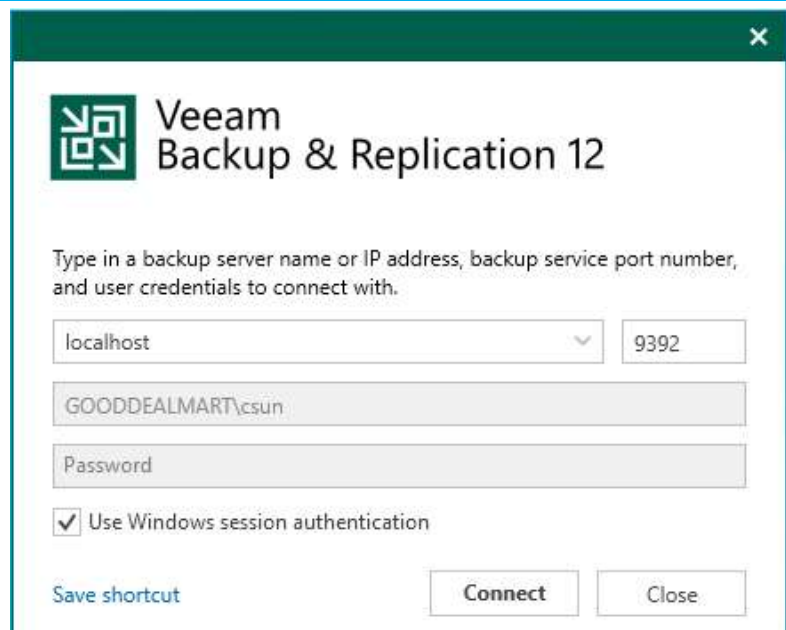 Veeam
Backup & Replication 12
Type in a backup server name or IP address, backup service port number,
and user credentials to connect with.
localhost 9392
GOODDEALMART\csun
Password
Use Windows session authentication
Save shortcut Connect Close